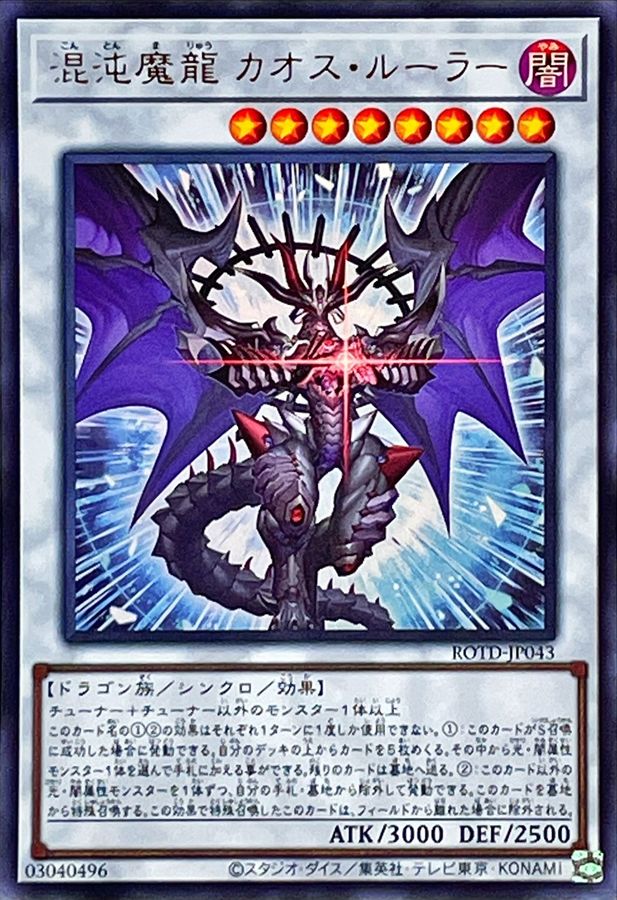 混沌魔龍 カオス・ルーラー
こん とん ま りゅう
闇
やみ
ROTD-JP043
【ドラゴン族／シンクロ／効果】
チューナー＋チューナー以外のモンスター1体以上
このカード名の①②の効果はそれぞれ1ターンに1度しか使用できない。①：このカードがS召喚
に成功した場合に発動できる。自分のデッキの上からカードを5枚めくる。その中から光・闇属性
モンスター1体を選んで手札に加える事ができる。残りのカードは墓地へ送る。②：このカード以外の
光・闇属性モンスターを1体ずつ、自分の手札・墓地から除外して発動できる。このカードを墓地
から特殊召喚する。この効果で特殊召喚したこのカードは、フィールドから離れた場合に除外される。
ATK/3000 DEF/2500
03040496
©スタジオ・ダイス／集英社・テレビ東京・KONAMI